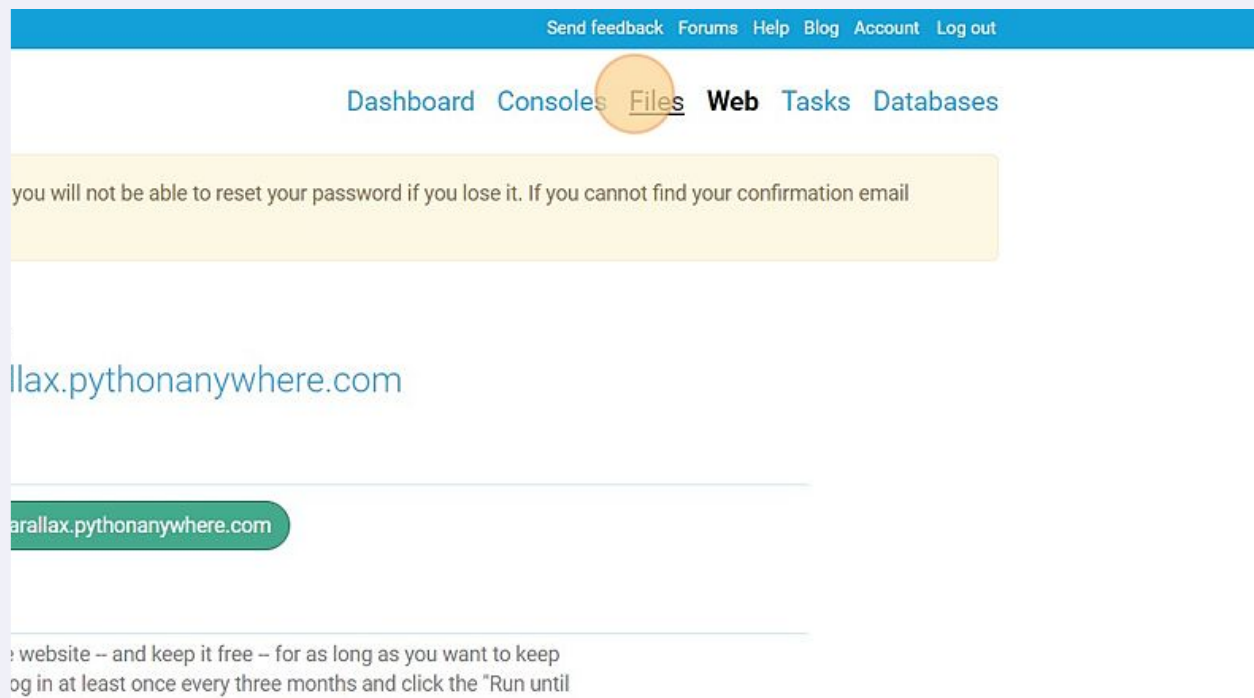 Send feedback Forums Help Blog Account Log out
Dashboard Consoles Files Web Tasks Databases
you will not be able to reset your password if you lose it. If you cannot find your confirmation email
llax.pythonanywhere.com
arallax.pythonanywhere.com
website -- and keep it free -- for as long as you want to keep
og in at least once every three months and click the "Run until